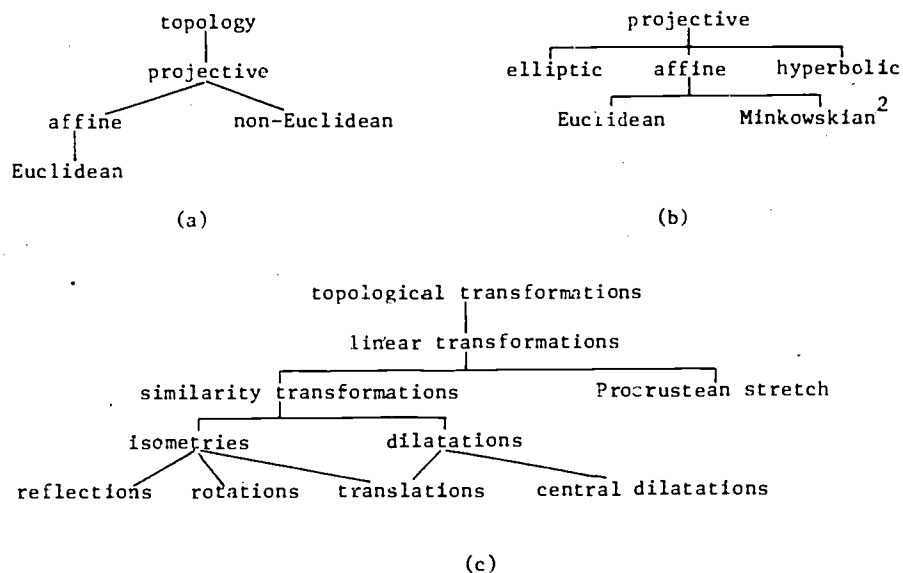 topology
projective
affine non-Euclidean
Euclidean
(a)
projective
elliptic affine hyperbolic
Euclidean Minkowskian²
(b)
topological transformations
linear transformations
similarity transformations Procrustean stretch
isometries dilatations
reflections rotations translations central dilatations
(c)